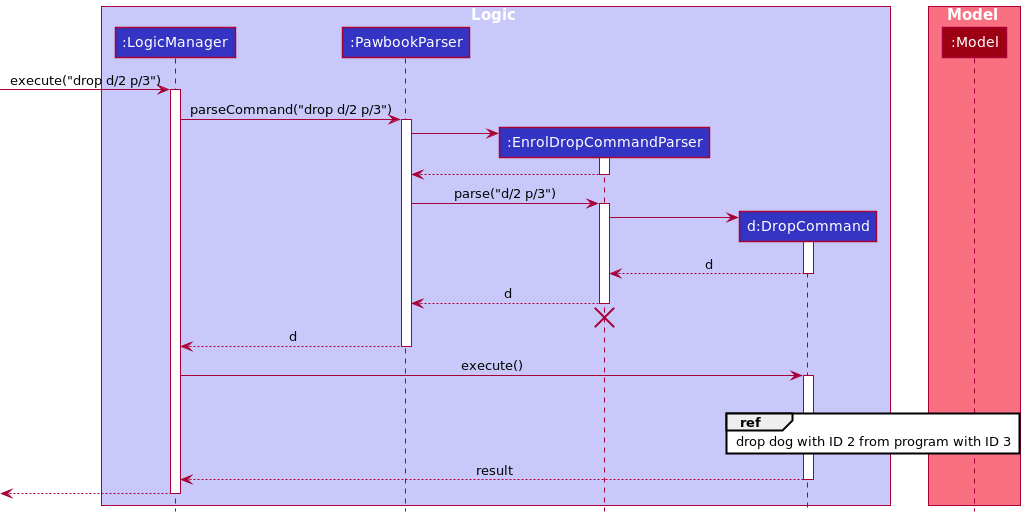 Logic
Model
:LogicManager
:PawbookParser
:Model
execute("drop d/2 p/3")
parseCommand("drop d/2 p/3")
:EnrolDropCommandParser
parse("d/2 p/3")
d:DropCommand
d
d
d
execute()
ref
drop dog with ID 2 from program with ID 3
result